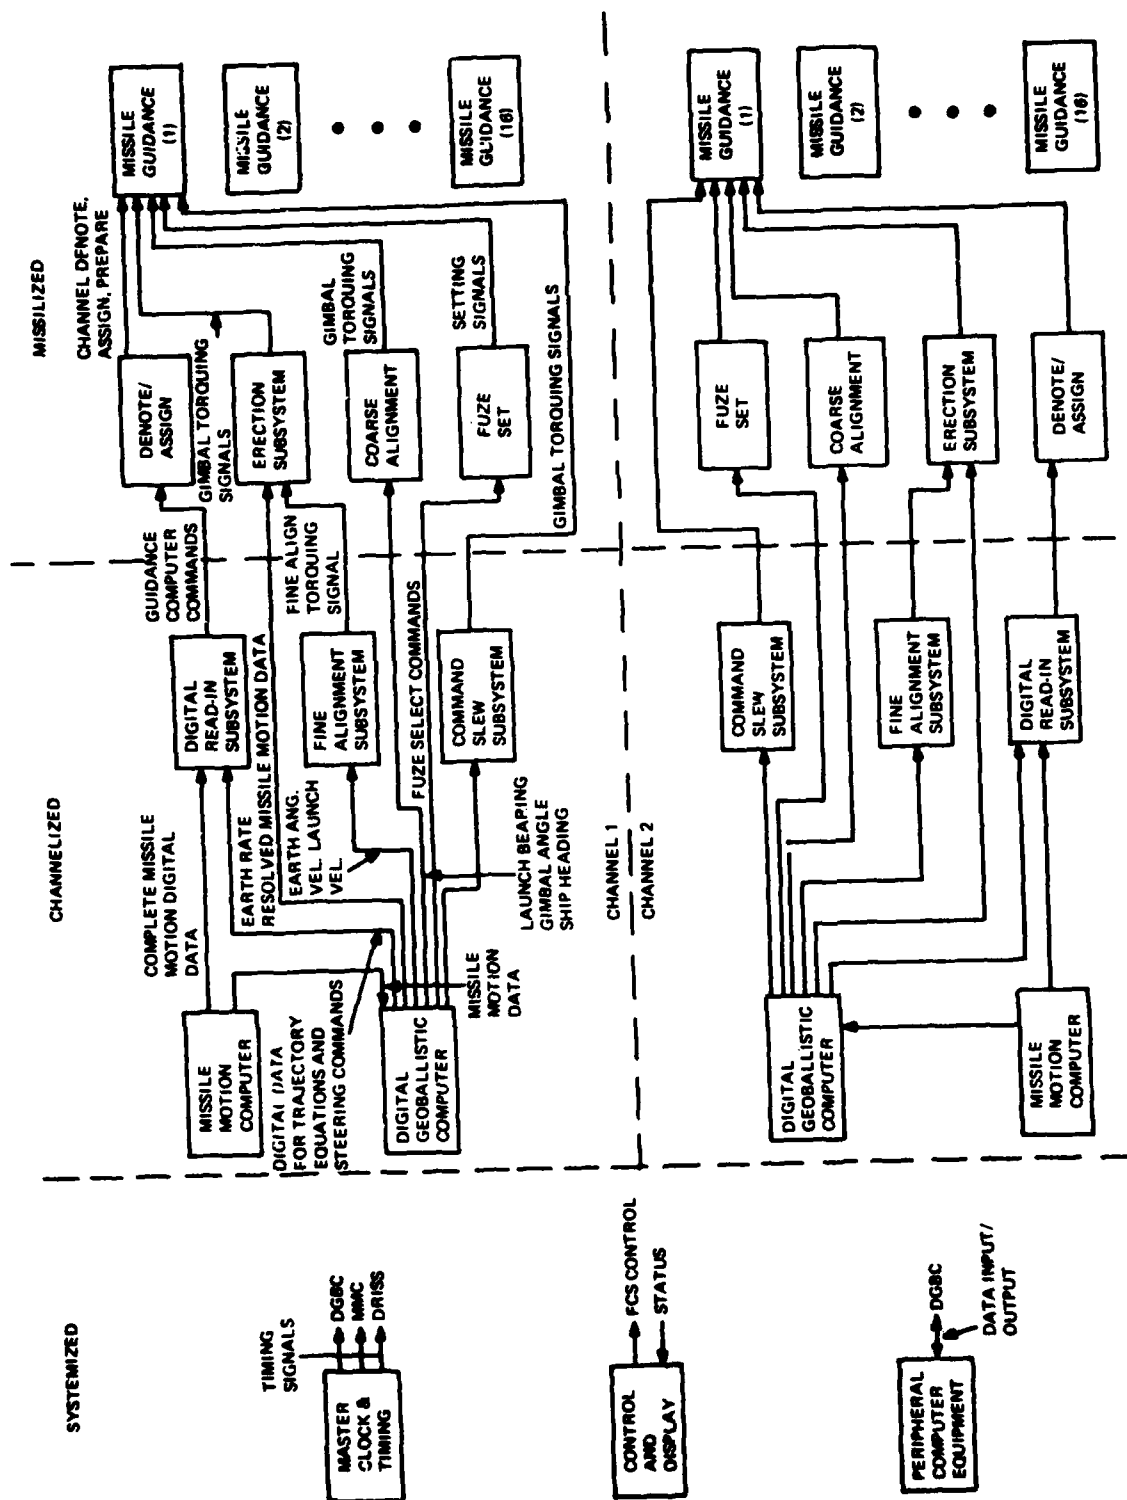 SYSTEMIZED
CHANNELIZED
MISSILIZED
TIMING
SIGNALS
MASTER
CLOCK &
TIMING
DGBC
MMC
DRISS
CONTROL
AND
DISPLAY
FCS CONTROL
STATUS
PERIPHERAL
COMPUTER
EQUIPMENT
DGBC
DATA INPUT/
OUTPUT
MISSILE
MOTION
COMPUTER
COMPLETE MISSILE
MOTION DIGITAL
DATA
DIGITAL DATA
FOR TRAJECTORY
EQUATIONS AND
STEERING COMMANDS
DIGITAL
GEOBALLISTIC
COMPUTER
MISSILE
MOTION
DATA
EARTH RATE
RESOLVED MISSILE MOTION DATA
EARTH ANG.
VEL. LAUNCH
VEL.
FUZE SELECT COMMANDS
LAUNCH BEARING
GIMBAL ANGLE
SHIP HEADING
DIGITAL
READ-IN
SUBSYSTEM
FINE
ALIGNMENT
SUBSYSTEM
COMMAND
SLEW
SUBSYSTEM
GUIDANCE
COMPUTER
COMMANDS
FINE ALIGN
TORQUING
SIGNAL
CHANNEL DENOTE,
ASSIGN, PREPARE
DENOTE/
ASSIGN
GIMBAL TORQUING
SIGNALS
ERECTION
SUBSYSTEM
COARSE
ALIGNMENT
GIMBAL
TORQUING
SIGNALS
FUZE
SET
SETTING
SIGNALS
GIMBAL TORQUING SIGNALS
MISSILE
GUIDANCE
(1)
MISSILE
GUIDANCE
(2)
MISSILE
GUIDANCE
(16)
CHANNEL 1
CHANNEL 2
DIGITAL
GEOBALLISTIC
COMPUTER
MISSILE
MOTION
COMPUTER
COMMAND
SLEW
SUBSYSTEM
FINE
ALIGNMENT
SUBSYSTEM
DIGITAL
READ-IN
SUBSYSTEM
FUZE
SET
COARSE
ALIGNMENT
ERECTION
SUBSYSTEM
DENOTE/
ASSIGN
MISSILE
GUIDANCE
(1)
MISSILE
GUIDANCE
(2)
MISSILE
GUIDANCE
(16)